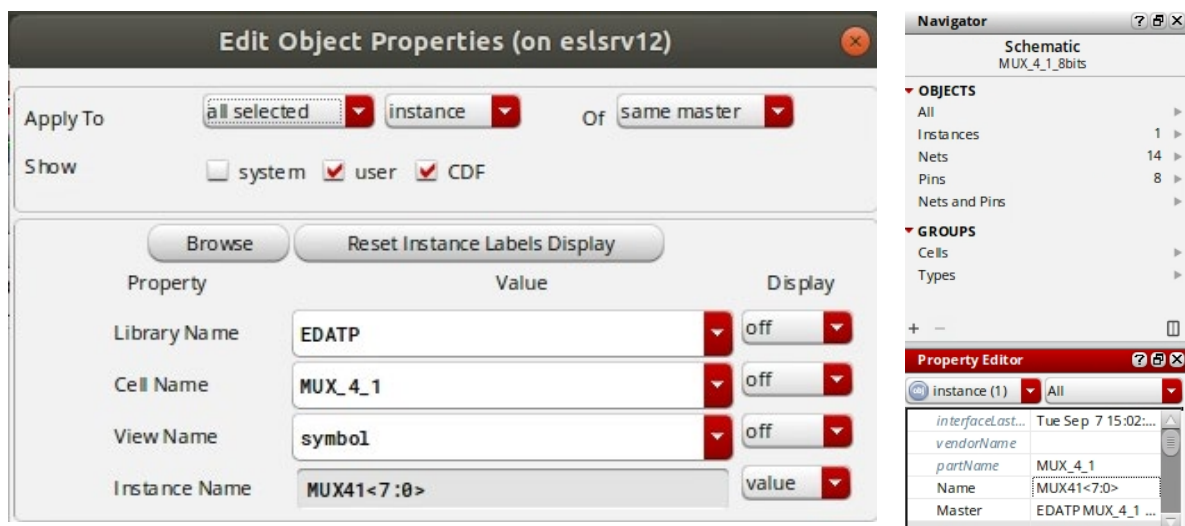 Edit Object Properties (on eslsrv12)
Apply To all selected instance Of same master
Show system user CDF
Browse Reset Instance Labels Display
Property Value Display
Library Name EDATP off
Cell Name MUX_4_1 off
View Name symbol off
Instance Name MUX41<7:0> value
Navigator
Schematic
MUX_4_1_8bits
OBJECTS
All
Instances 1
Nets 14
Pins 8
Nets and Pins
GROUPS
Cells
Types
Property Editor
instance (1) All
interfaceLast... Tue Sep 7 15:02:...
vendorName
partName MUX_4_1
Name MUX41<7:0>
Master EDATP MUX_4_1 ...